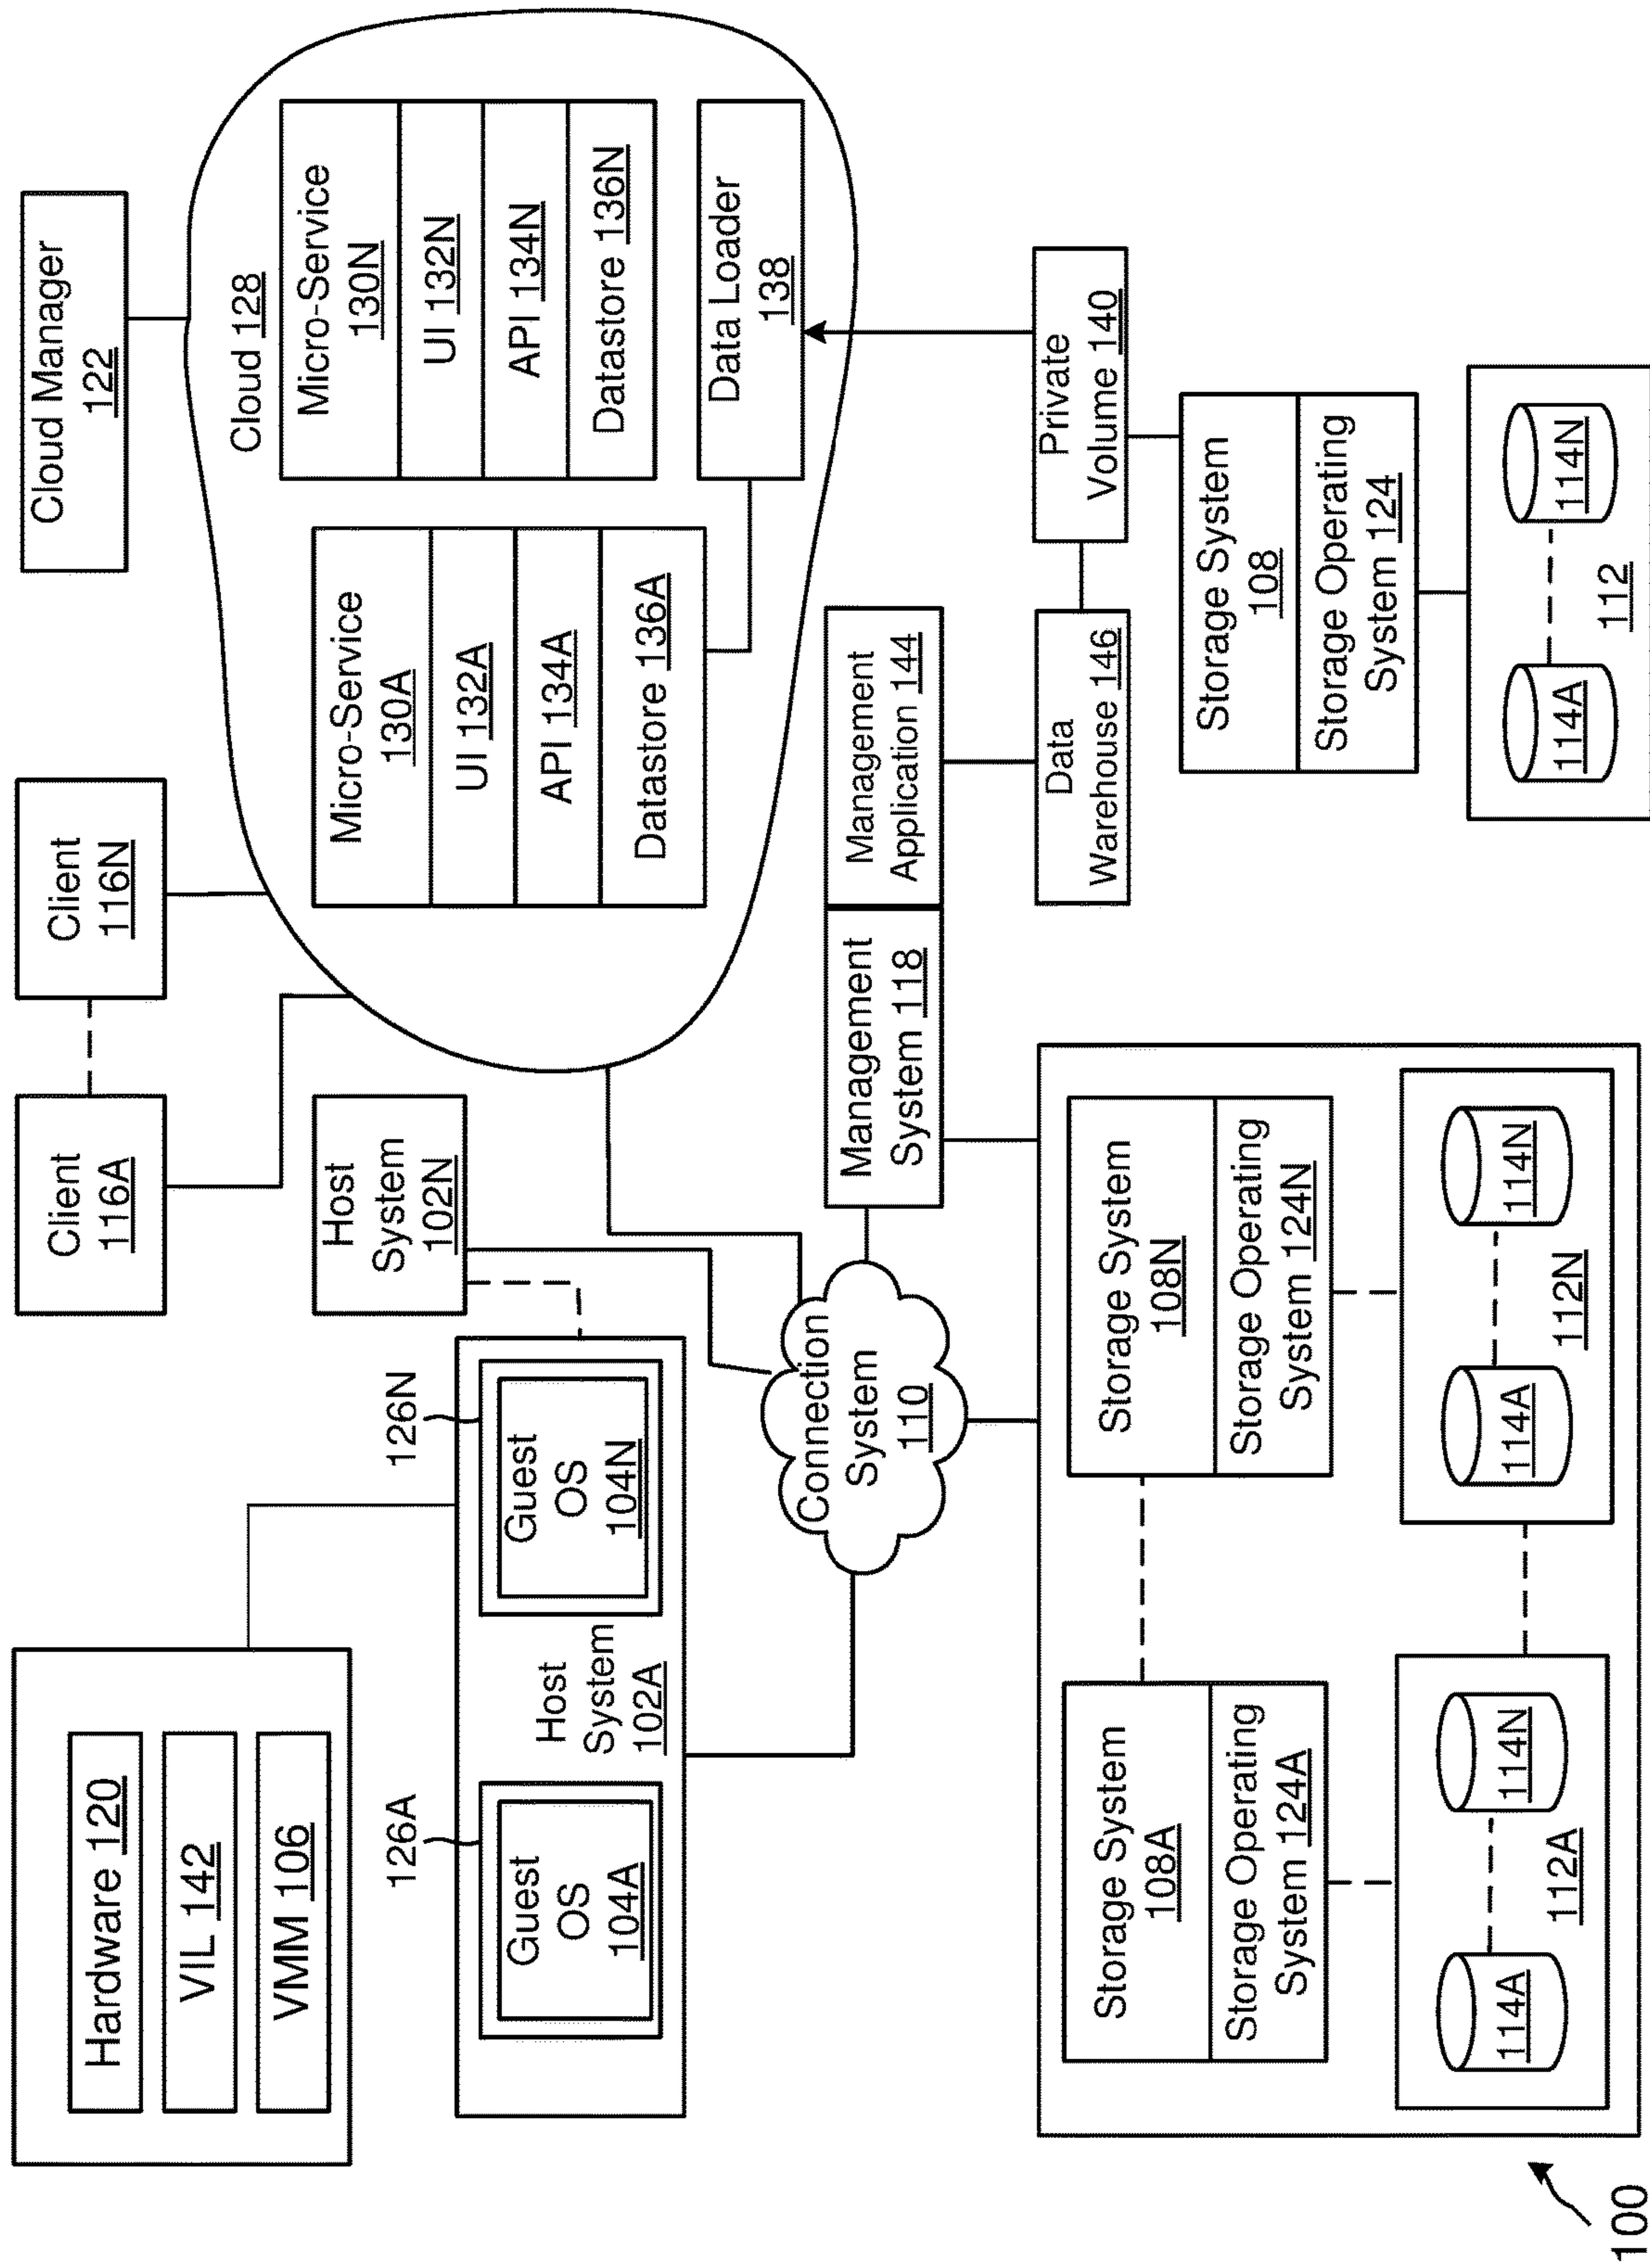 Hardware 120
VIL 142
VMM 106
Client
116A
Client
116N
Cloud Manager
122
Host
System
102N
126A
126N
Guest
OS
104A
Host
System
102A
Guest
OS
104N
Cloud 128
Micro-Service
130A
UI 132A
API 134A
Datastore 136A
Micro-Service
130N
UI 132N
API 134N
Datastore 136N
Data Loader
138
Connection
System
110
Management
System 118
Management
Application 144
Data
Warehouse 146
Private
Volume 140
Storage System
108
Storage Operating
System 124
114A
114N
112
Storage System
108A
Storage Operating
System 124A
114A
114N
112A
Storage System
108N
Storage Operating
System 124N
114A
114N
112N
100